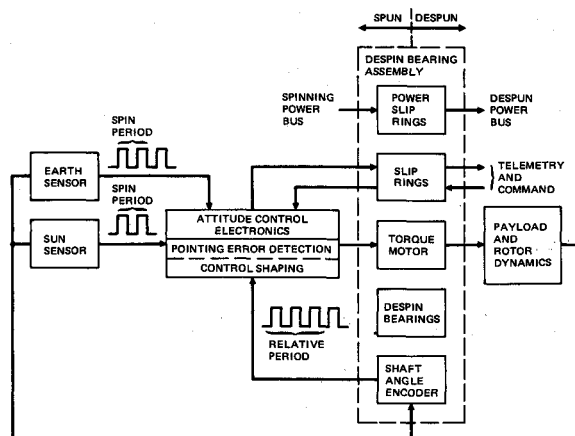 SPUN
DESPUN
DESPIN BEARING
ASSEMBLY
SPINNING
POWER
BUS
POWER
SLIP
RINGS
DESPUN
POWER
BUS
SPIN
PERIOD
EARTH
SENSOR
SPIN
PERIOD
SUN
SENSOR
SLIP
RINGS
TELEMETRY
AND
COMMAND
ATTITUDE CONTROL
ELECTRONICS
POINTING ERROR DETECTION
CONTROL SHAPING
TORQUE
MOTOR
PAYLOAD
AND
ROTOR
DYNAMICS
DESPIN
BEARINGS
RELATIVE
PERIOD
SHAFT
ANGLE
ENCODER